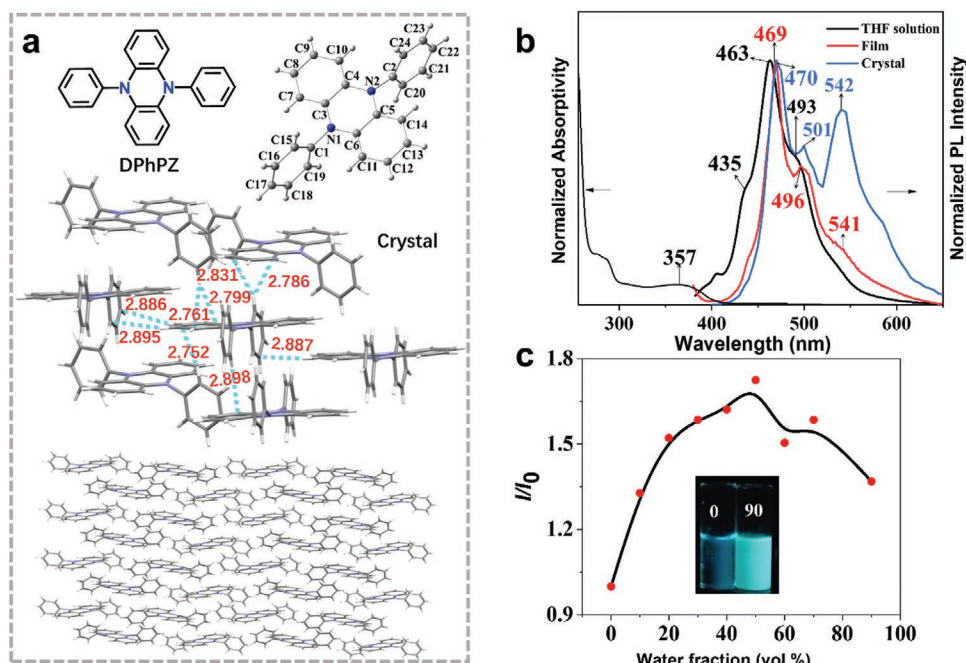 a
N
N
DPhPZ
C9
C10
C8
C7
C4
C3
N1
C15
C16
C17
C18
C19
C1
C6
C11
C12
C13
C14
C5
N2
C2
C20
C21
C22
C23
C24
Crystal
2.831
2.786
2.799
2.761
2.886
2.895
2.752
2.887
2.898
b
THF solution
Film
Crystal
469
463
470
542
493
501
435
496
541
357
Normalized Absorptivity
Normalized PL Intensity
300
400
500
600
Wavelength (nm)
c
1.8
1.5
1.2
0.9
I/I0
0
90
0
20
40
60
80
100
Water fraction (vol %)